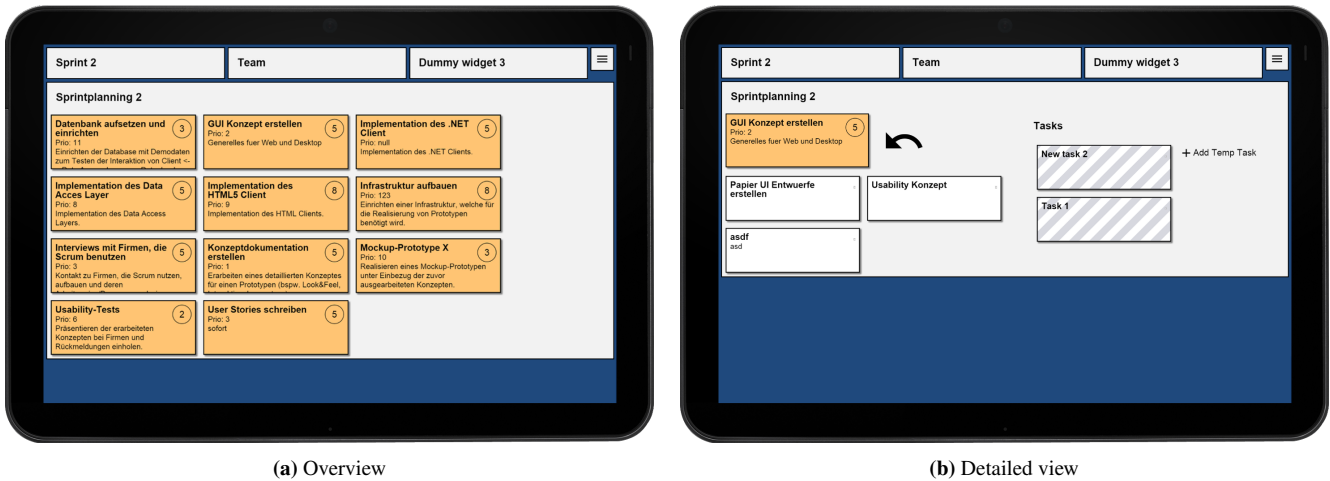 Sprint 2
Team
Dummy widget 3
Sprintplanning 2
Datenbank aufsetzen und
einrichten
3
Prio: 11
Einrichten der Database mit Demodaten
zum Testen der Interaktion von Client <-
GUI Konzept erstellen
5
Prio: 2
Generelles fuer Web und Desktop
Implementation des .NET
Client
5
Prio: null
Implementation des .NET Clients.
Implementation des Data
Acces Layer
5
Prio: 8
Implementation des Data Access
Layers.
Implementation des
HTML5 Client
8
Prio: 9
Implementation des HTML Clients.
Infrastruktur aufbauen
8
Prio: 123
Einrichten einer Infrastruktur, welche für
die Realisierung von Prototypen
benötigt wird.
Interviews mit Firmen, die
Scrum benutzen
5
Prio: 3
Kontakt zu Firmen, die Scrum nutzen,
aufbauen und deren
Konzeptdokumentation
erstellen
5
Prio: 1
Erarbeiten eines detaillierten Konzeptes
für einen Prototypen (bspw. Look&Feel,
Mockup-Prototype X
3
Prio: 10
Realisieren eines Mockup-Prototypen
unter Einbezug der zuvor
ausgearbeiteten Konzepten.
Usability-Tests
2
Prio: 6
Präsentieren der erarbeiteten
Konzepten bei Firmen und
Rückmeldungen einholen.
User Stories schreiben
5
Prio: 3
sofort
(a) Overview
Sprint 2
Team
Dummy widget 3
Sprintplanning 2
GUI Konzept erstellen
5
Prio: 2
Generelles fuer Web und Desktop
Papier UI Entwuerfe
erstellen
Usability Konzept
asdf
asd
Tasks
New task 2
+ Add Temp Task
Task 1
(b) Detailed view